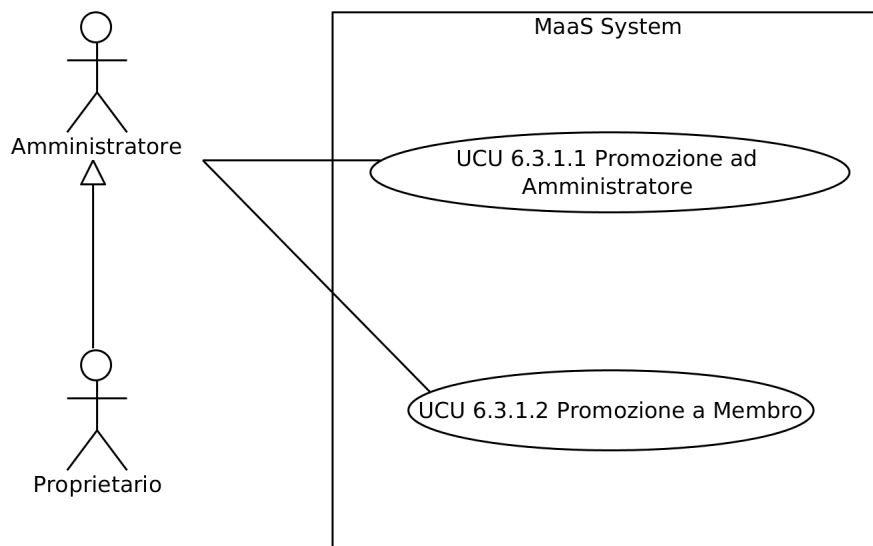 MaaS System
Amministratore
UCU 6.3.1.1 Promozione ad
Amministratore
UCU 6.3.1.2 Promozione a Membro
Proprietario